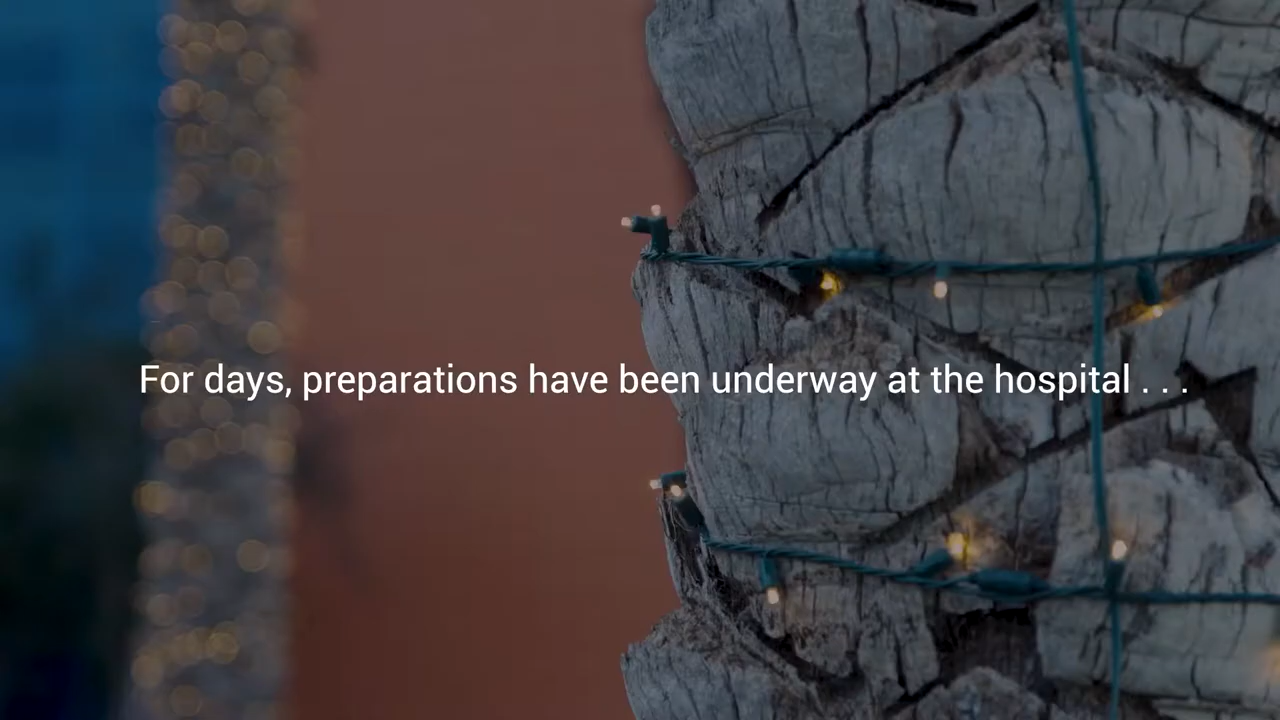 For days, preparations have been underway at the hospital . . .